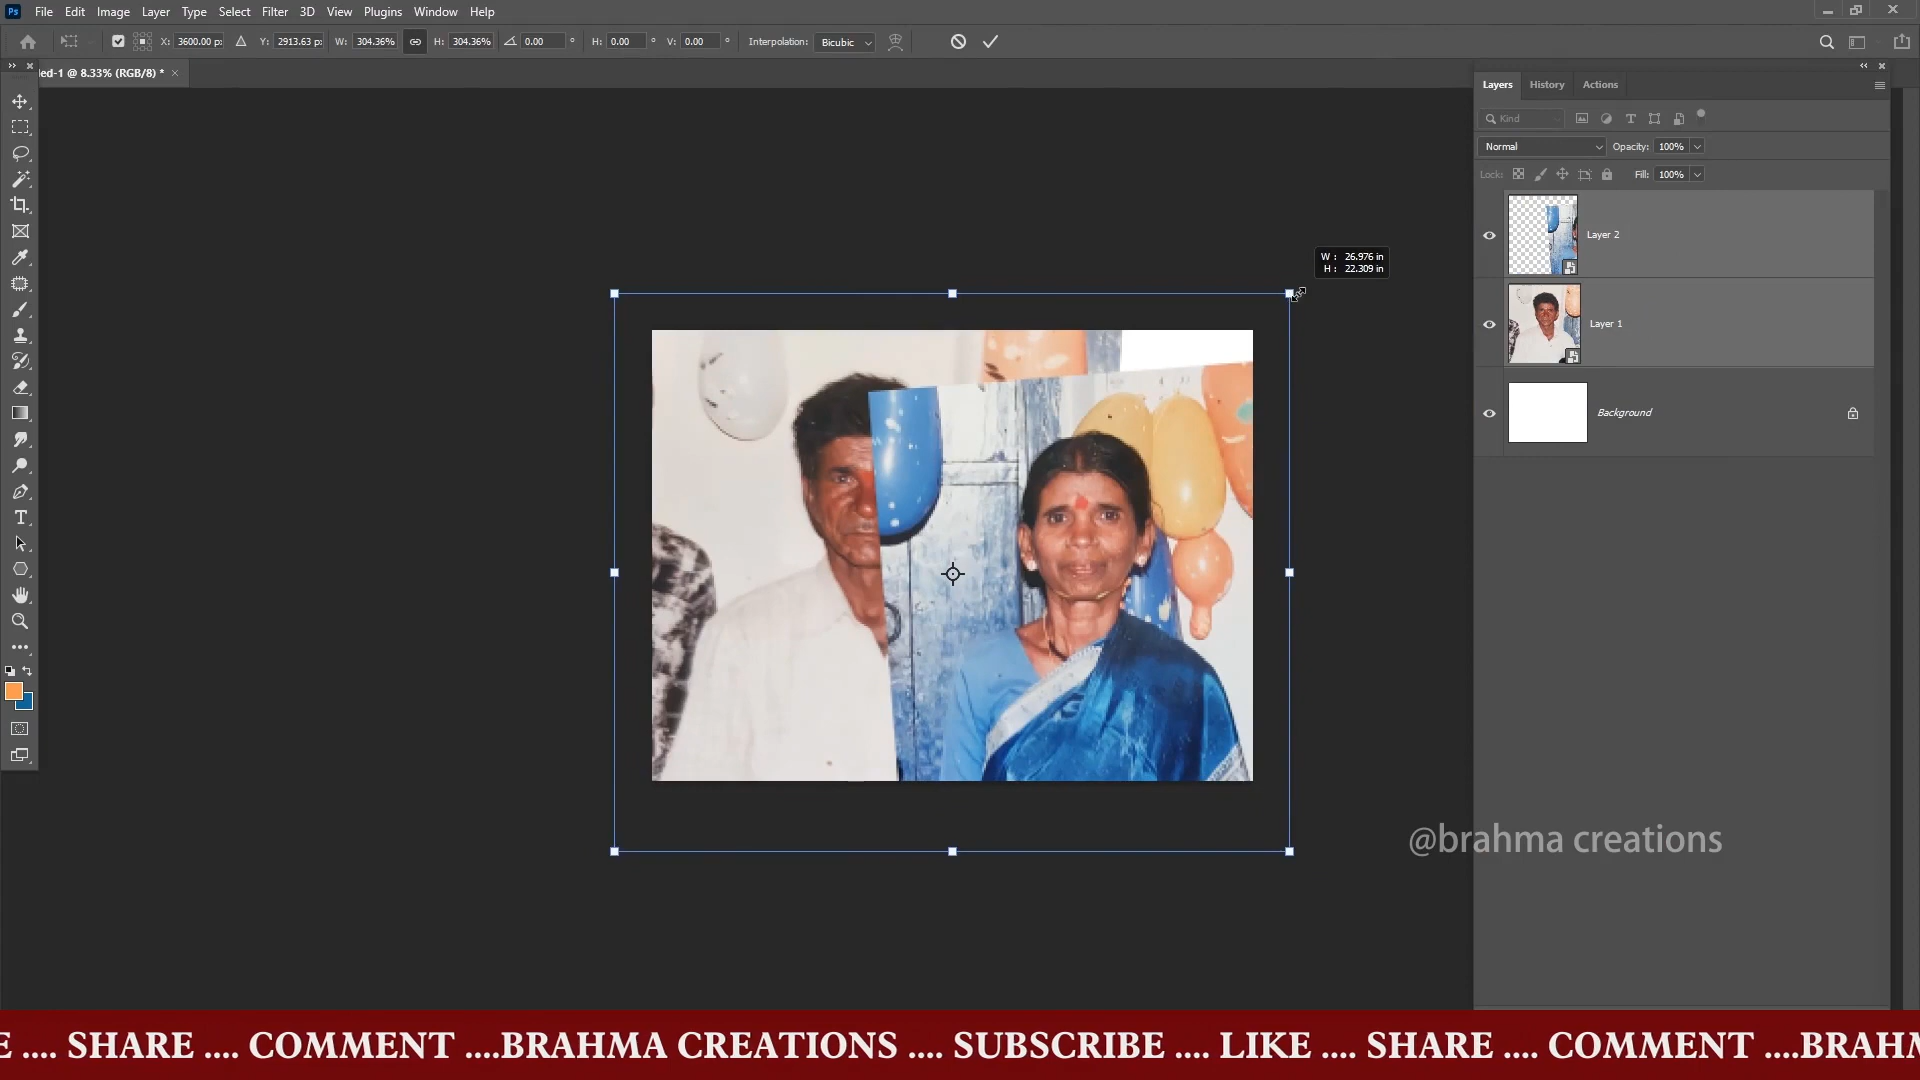 Ps File Edit Image Layer Type Select Filter 3D View Plugins Window Help
X: 3600.00 p: Y: 2913.63 p: W: 304.36% H: 304.36% 0.00 ° H: 0.00 ° V: 0.00 ° Interpolation: Bicubic
led-1 @ 8.33% (RGB/8) * ×
Layers History Actions
Kind
Normal Opacity: 100%
Lock: Fill: 100%
Layer 2
Layer 1
Background
W : 26.976 in
H : 22.309 in
@brahma creations
E .... SHARE .... COMMENT ....BRAHMA CREATIONS .... SUBSCRIBE .... LIKE .... SHARE .... COMMENT ....BRAHM